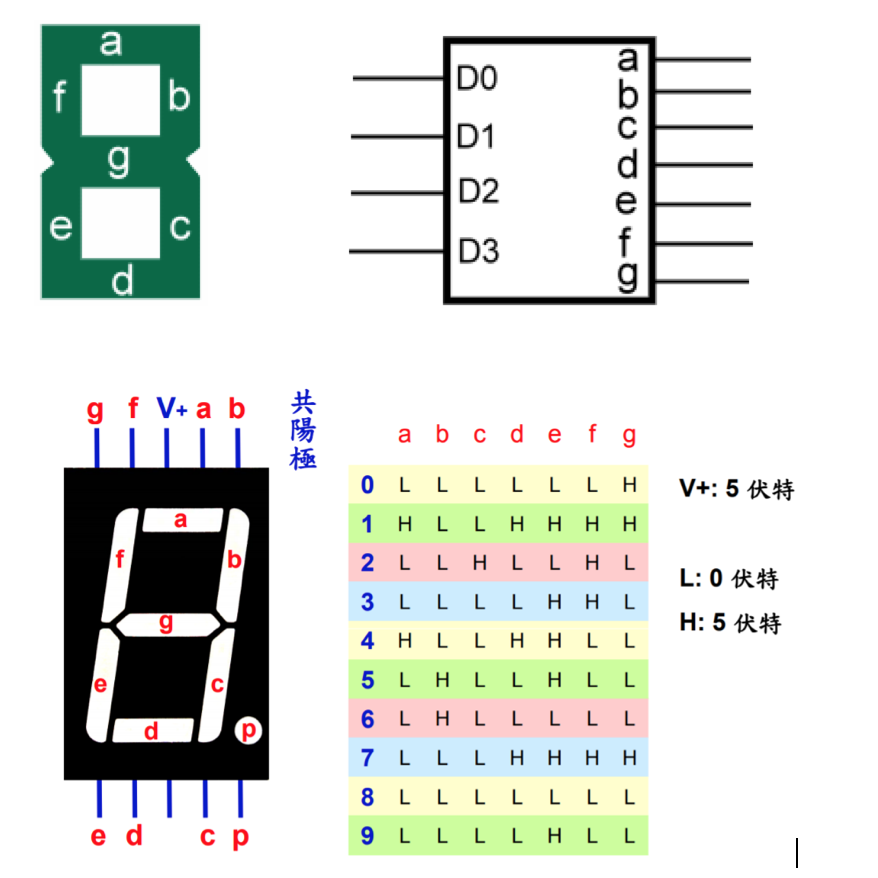 a
f b
g
e c
d
D0
D1
D2
D3
a
b
c
d
e
f
g
g f V+ a b
共陽極
a
f b
g
e c
d p
e d c p
a b c d e f g
0 L L L L L L H
1 H L L H H H H
2 L L H L L H L
3 L L L L H H L
4 H L L H H L L
5 L H L L H L L
6 L H L L L L L
7 L L L H H H H
8 L L L L L L L
9 L L L L H L L
V+: 5 伏特
L: 0 伏特
H: 5 伏特